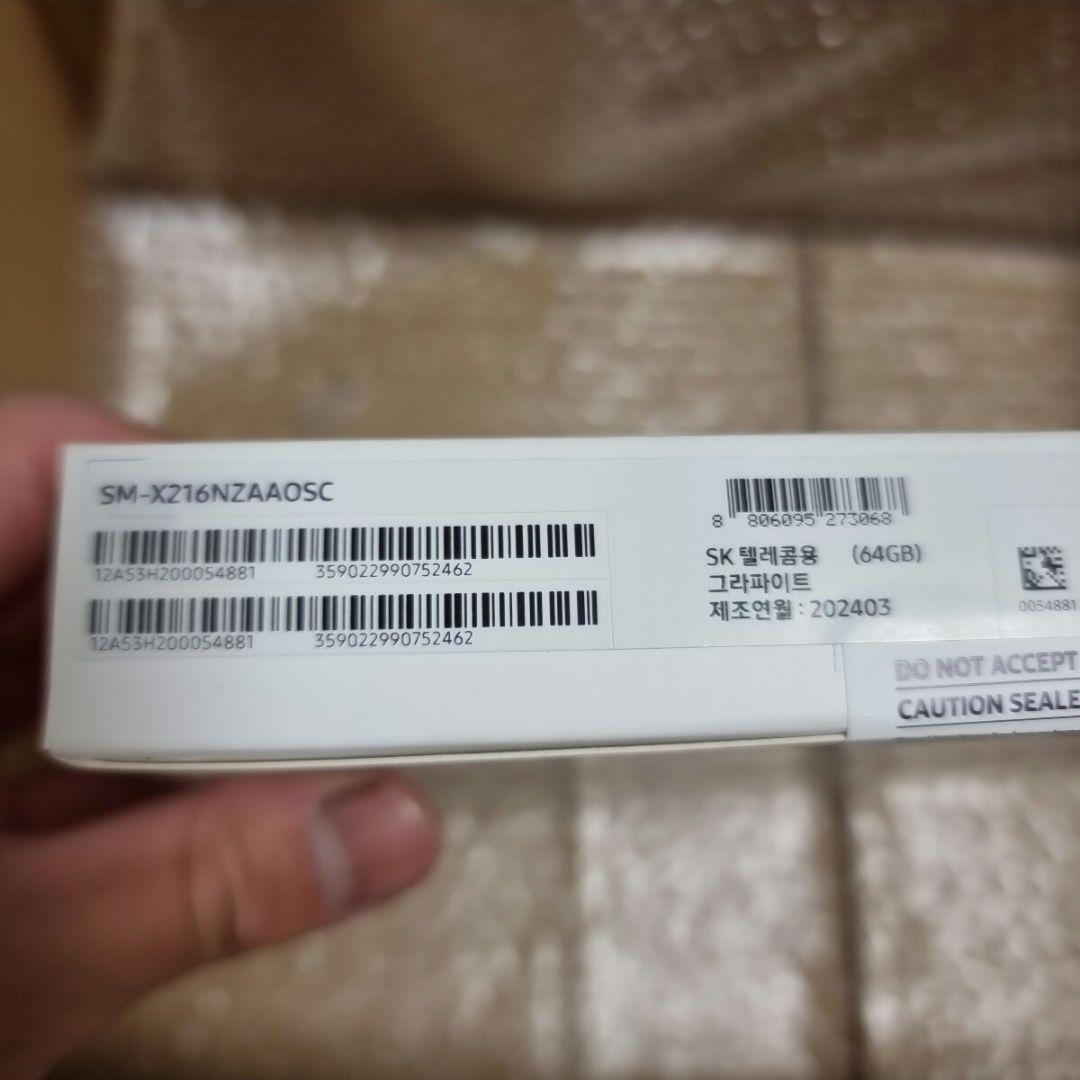 SM-X216NZAAOSC
12A53H200054881 359022990752462
12A53H200054881 359022990752462
8 806095 273068
SK 텔레콤용 (64GB)
그라파이트
제조연월 : 202403
0054881
DO NOT ACCEPT
CAUTION SEALE